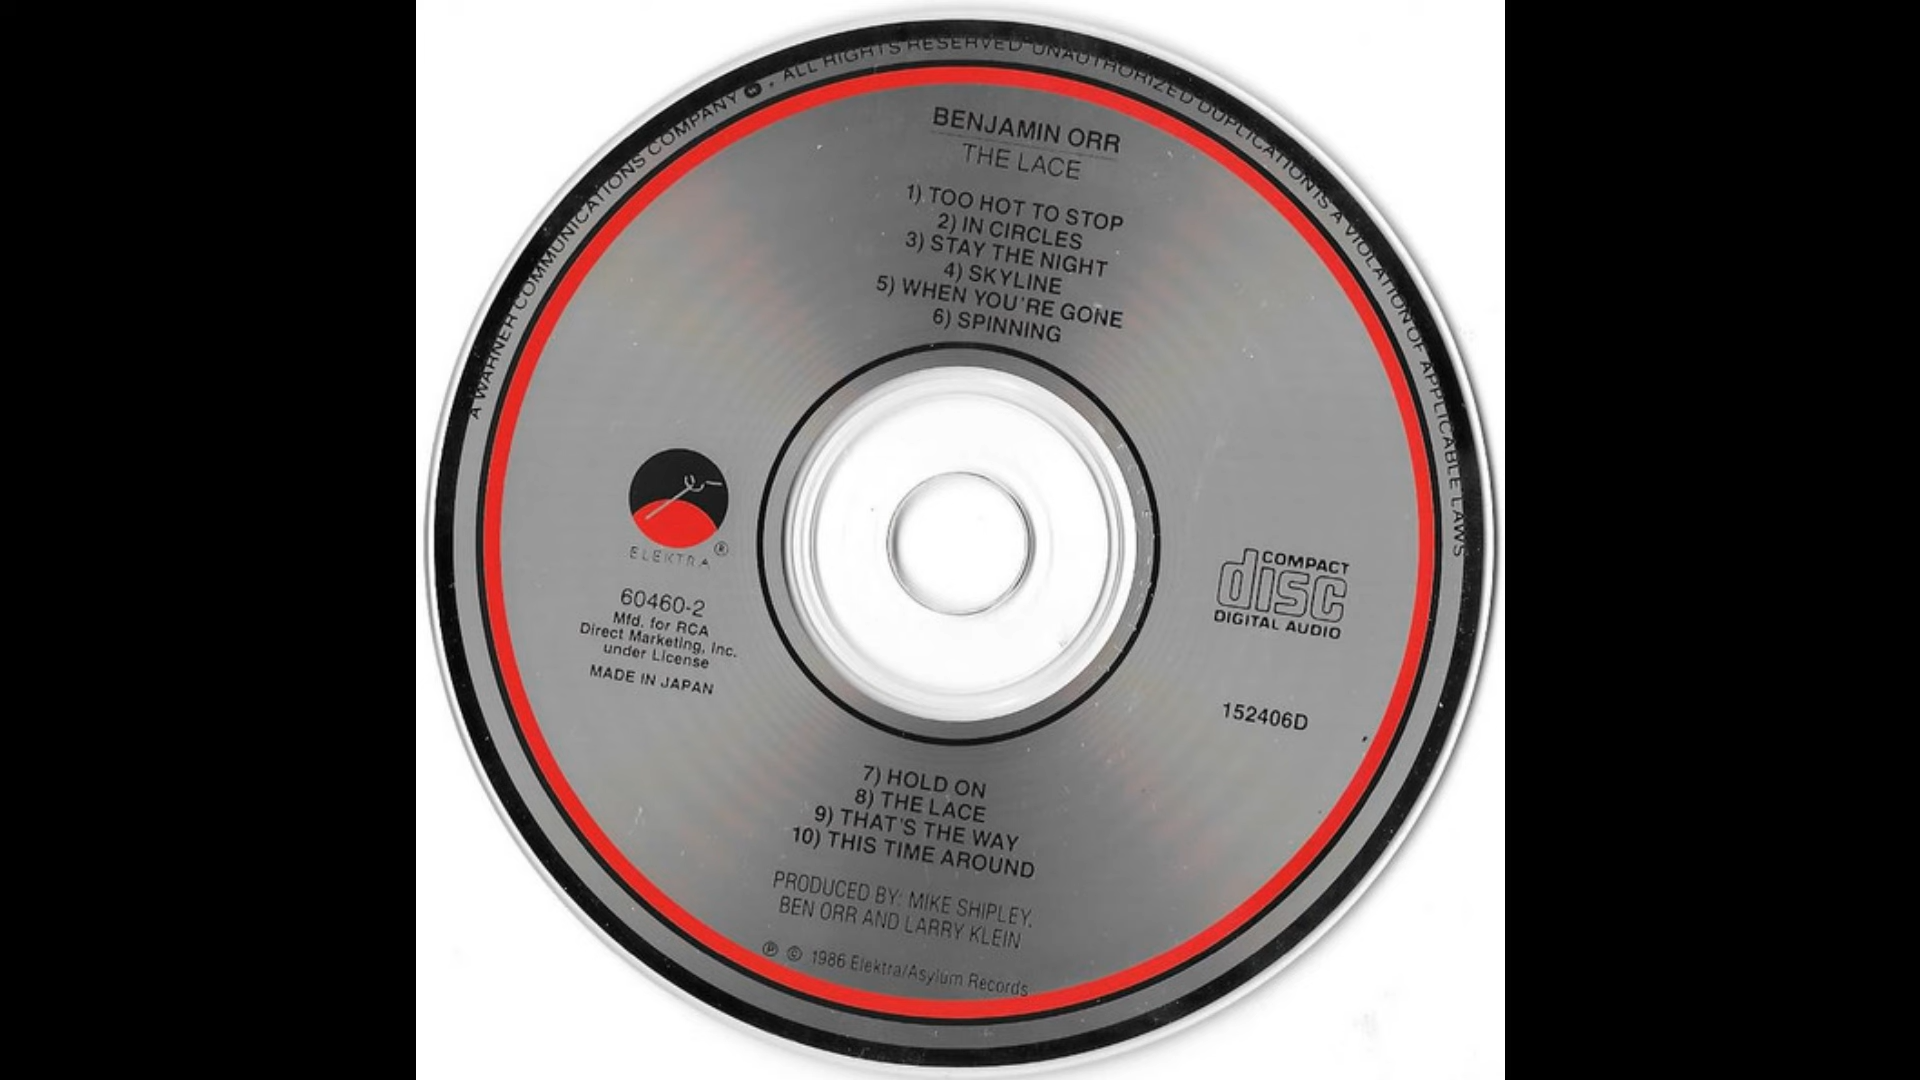 A WARNER COMMUNICATIONS COMPANY . ALL RIGHTS RESERVED UNAUTHORIZED DUPLICATION IS A VIOLATION OF APPLICABLE LAWS
BENJAMIN ORR
THE LACE
1) TOO HOT TO STOP
2) IN CIRCLES
3) STAY THE NIGHT
4) SKYLINE
5) WHEN YOU'RE GONE
6) SPINNING
ELEKTRA ®
60460-2
Mfd. for RCA
Direct Marketing, Inc.
under License
MADE IN JAPAN
COMPACT
disc
DIGITAL AUDIO
152406D
7) HOLD ON
8) THE LACE
9) THAT'S THE WAY
10) THIS TIME AROUND
PRODUCED BY: MIKE SHIPLEY,
BEN ORR AND LARRY KLEIN
℗ © 1986 Elektra/Asylum Records